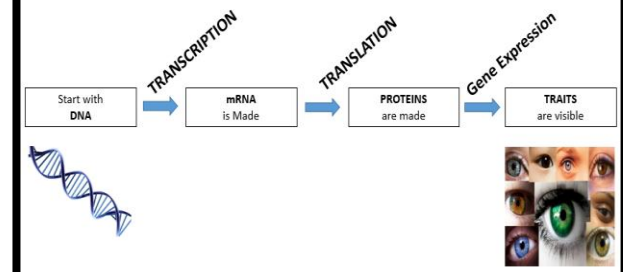 TRANSCRIPTION
TRANSLATION
Gene Expression
Start with
DNA
mRNA
is Made
PROTEINS
are made
TRAITS
are visible